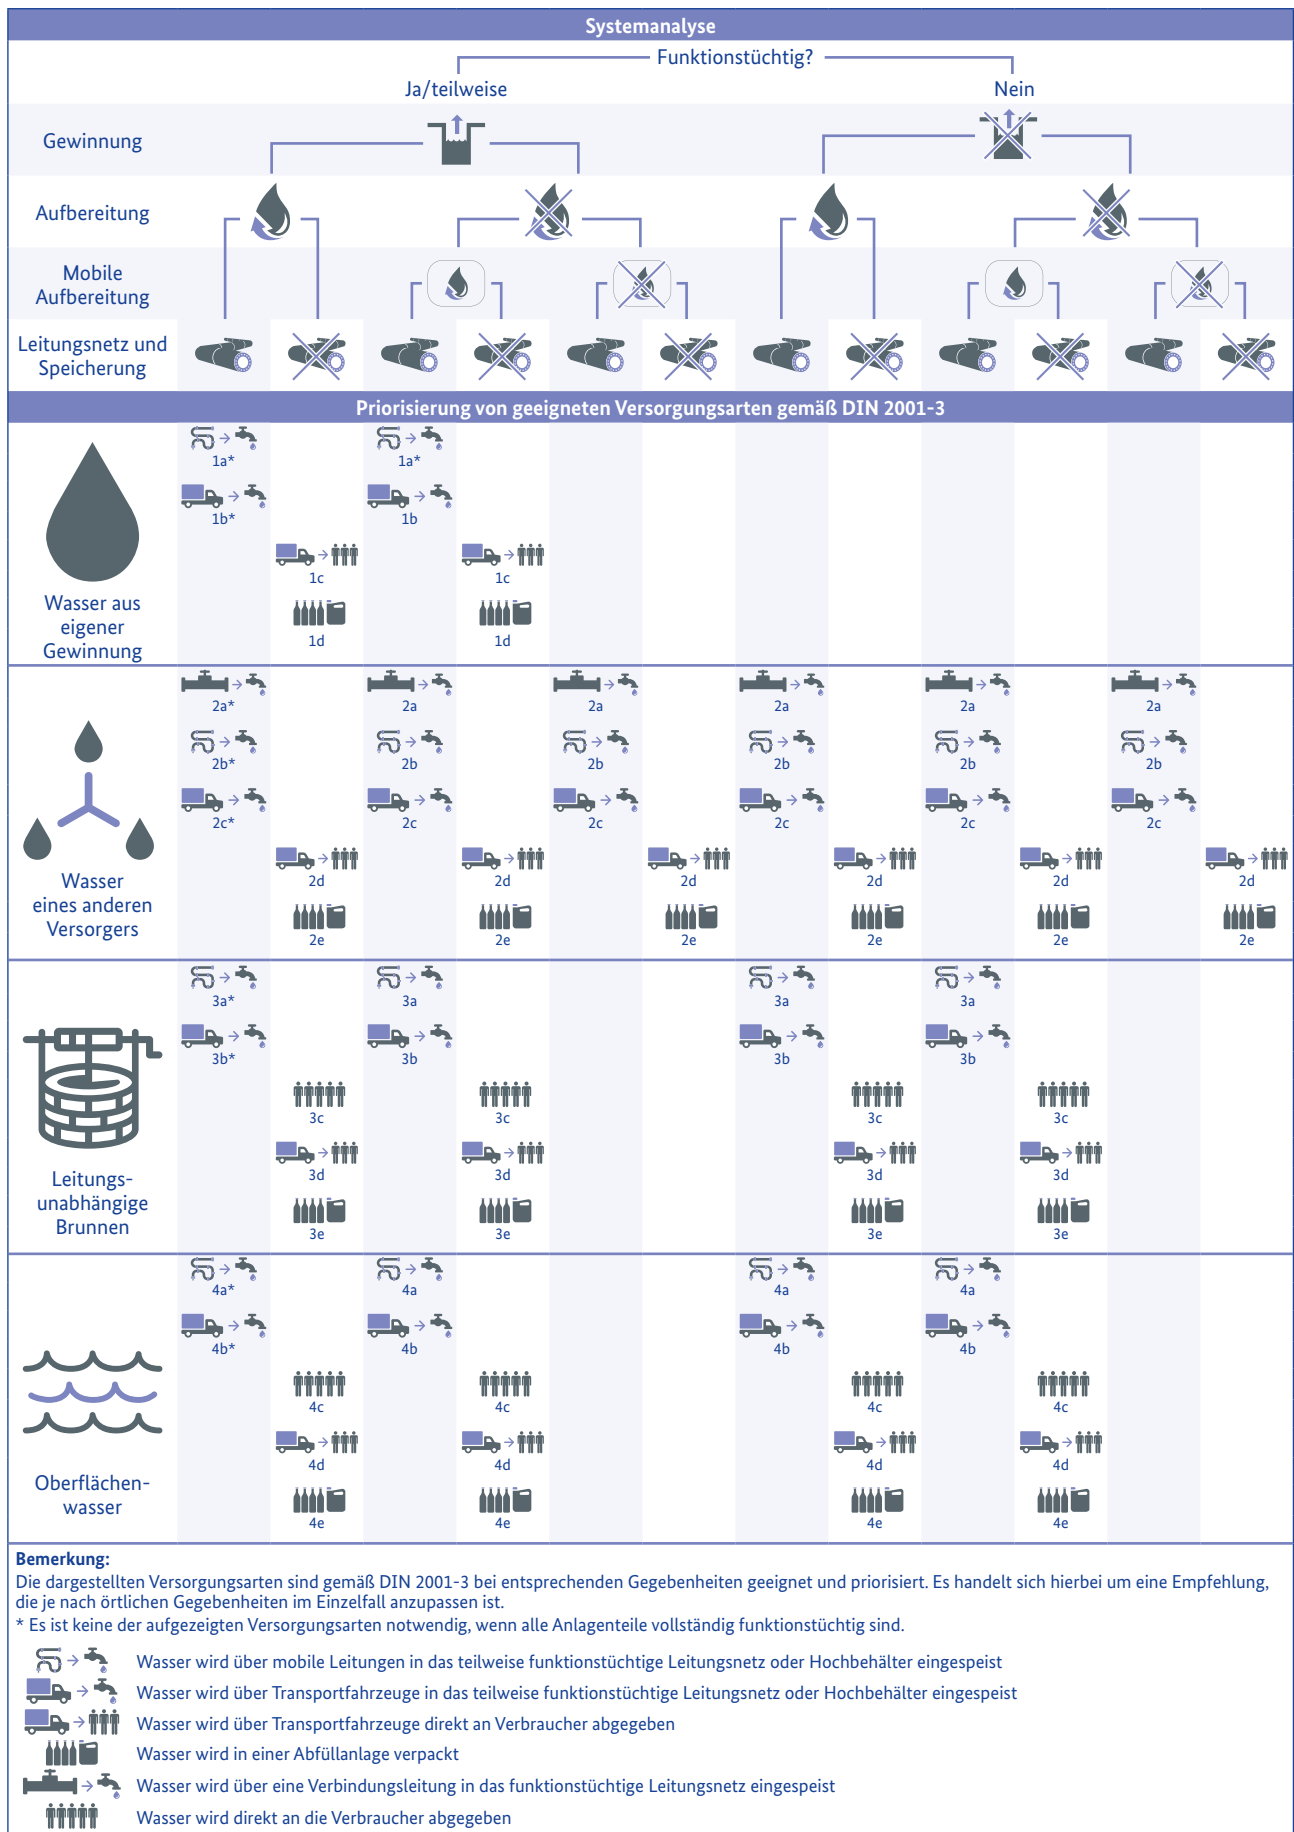 Systemanalyse
Funktionstüchtig?
Ja/teilweise
Nein
Gewinnung
Aufbereitung
Mobile
Aufbereitung
Leitungsnetz und
Speicherung
Priorisierung von geeigneten Versorgungsarten gemäß DIN 2001-3
1a* 1a*
1b* 1b
1c 1c
1d 1d
Wasser aus
eigener
Gewinnung
2a* 2a 2a 2a 2a 2a
2b* 2b 2b 2b 2b 2b
2c* 2c 2c 2c 2c 2c
2d 2d 2d 2d 2d 2d
2e 2e 2e 2e 2e 2e
Wasser
eines anderen
Versorgers
3a* 3a 3a 3a
3b* 3b 3b 3b
3c 3c 3c 3c
3d 3d 3d 3d
3e 3e 3e 3e
Leitungs-
unabhängige
Brunnen
4a* 4a 4a 4a
4b* 4b 4b 4b
4c 4c 4c 4c
4d 4d 4d 4d
4e 4e 4e 4e
Oberflächen-
wasser
Bemerkung:
Die dargestellten Versorgungsarten sind gemäß DIN 2001-3 bei entsprechenden Gegebenheiten geeignet und priorisiert. Es handelt sich hierbei um eine Empfehlung,
die je nach örtlichen Gegebenheiten im Einzelfall anzupassen ist.
* Es ist keine der aufgezeigten Versorgungsarten notwendig, wenn alle Anlagenteile vollständig funktionstüchtig sind.
Wasser wird über mobile Leitungen in das teilweise funktionstüchtige Leitungsnetz oder Hochbehälter eingespeist
Wasser wird über Transportfahrzeuge in das teilweise funktionstüchtige Leitungsnetz oder Hochbehälter eingespeist
Wasser wird über Transportfahrzeuge direkt an Verbraucher abgegeben
Wasser wird in einer Abfüllanlage verpackt
Wasser wird über eine Verbindungsleitung in das funktionstüchtige Leitungsnetz eingespeist
Wasser wird direkt an die Verbraucher abgegeben